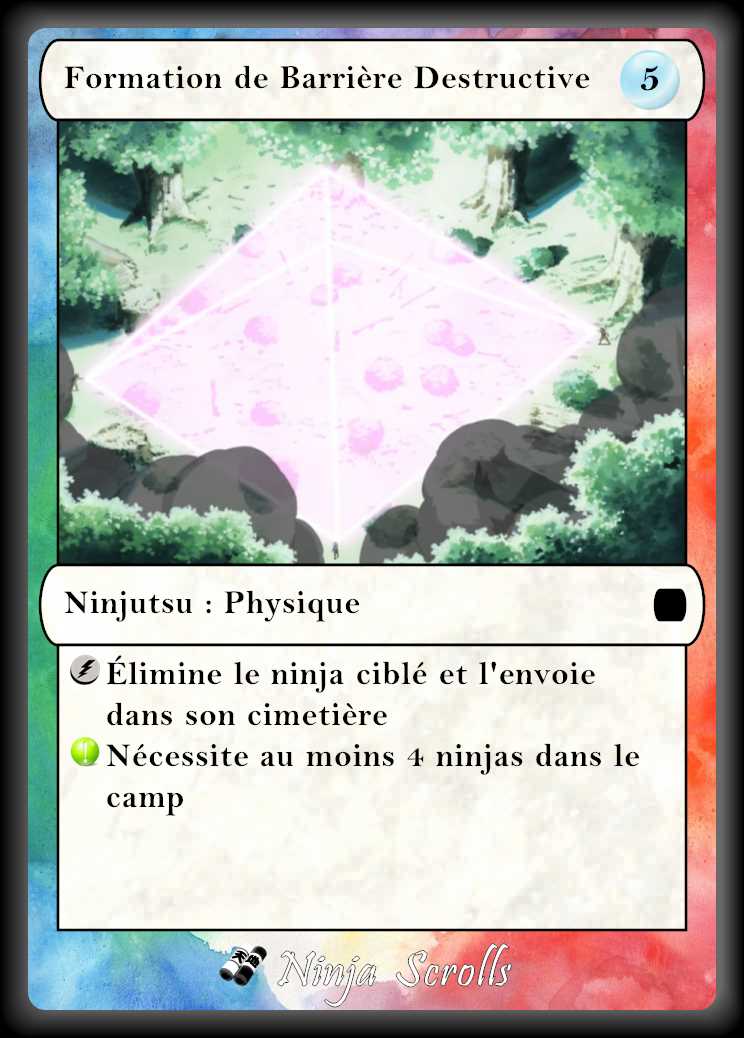 Formation de Barrière Destructive 5
Ninjutsu : Physique
Élimine le ninja ciblé et l'envoie
dans son cimetière
Nécessite au moins 4 ninjas dans le
camp
Ninja Scrolls